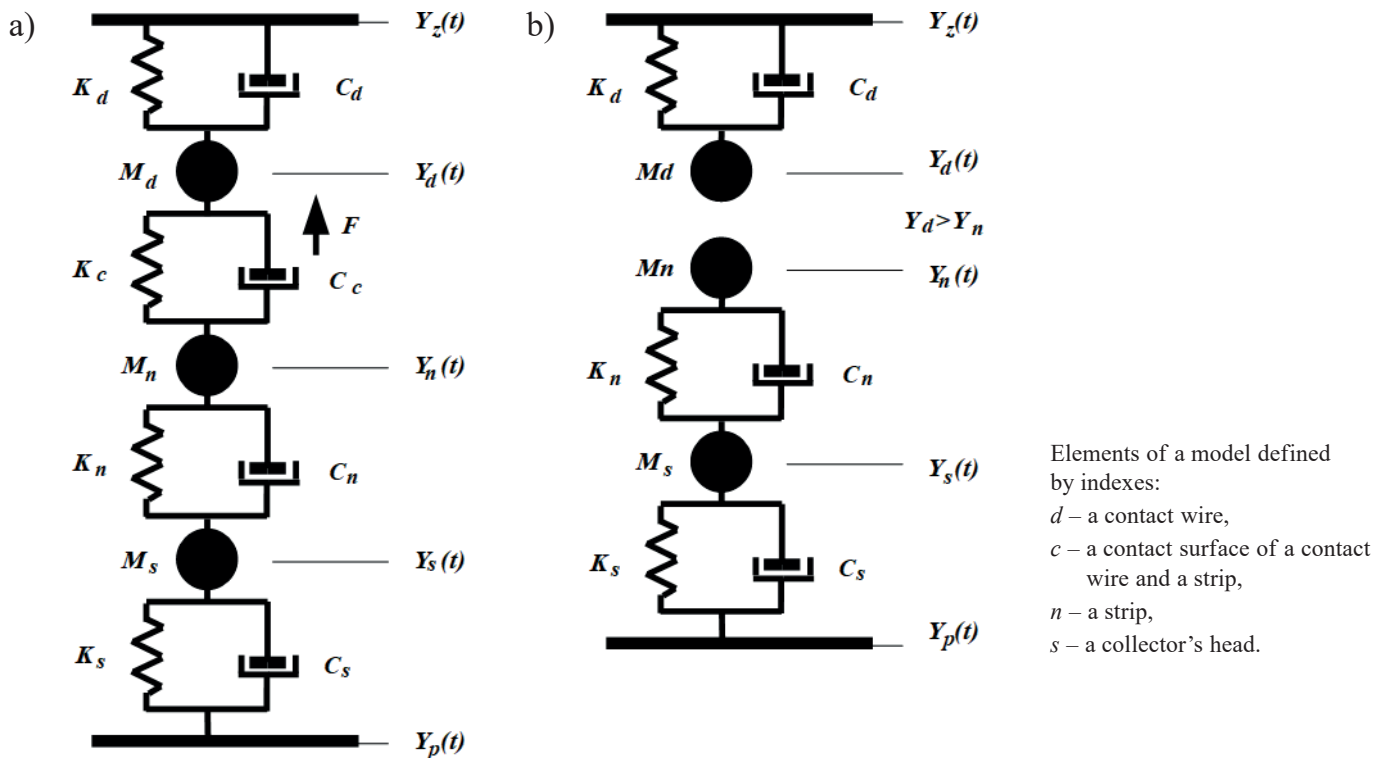 a)
Y_z(t)
K_d
C_d
M_d
Y_d(t)
F
K_c
C_c
M_n
Y_n(t)
K_n
C_n
M_s
Y_s(t)
K_s
C_s
Y_p(t)
b)
Y_z(t)
K_d
C_d
Md
Y_d(t)
Y_d>Y_n
Mn
Y_n(t)
K_n
C_n
M_s
Y_s(t)
K_s
C_s
Y_p(t)
Elements of a model defined
by indexes:
d – a contact wire,
c – a contact surface of a contact
wire and a strip,
n – a strip,
s – a collector’s head.